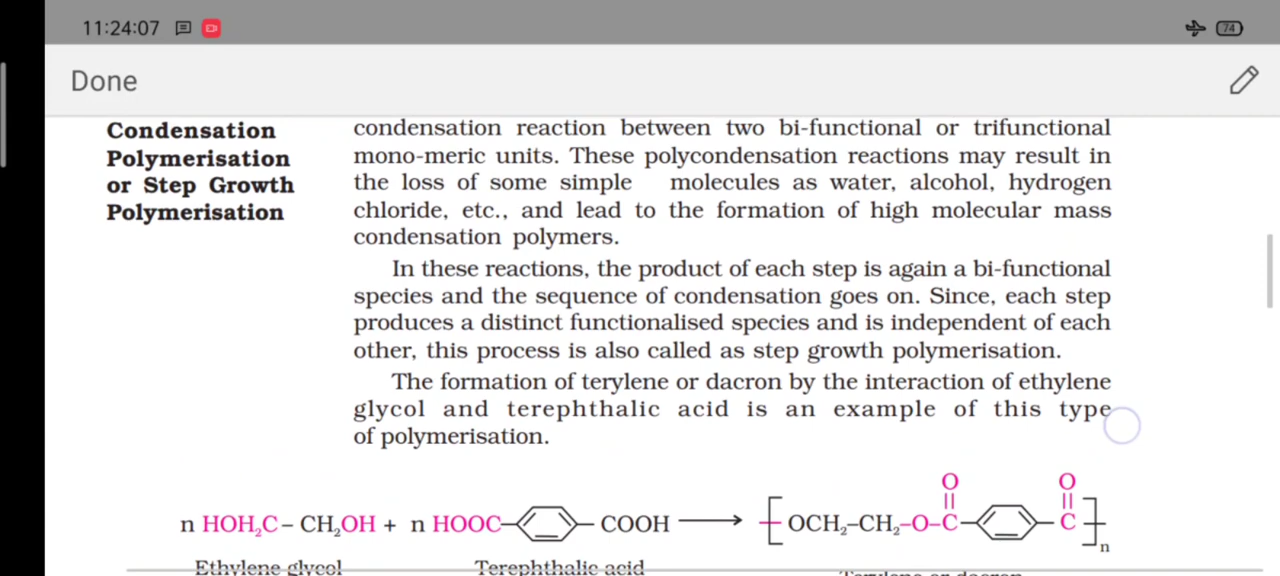 11:24:07
74
Done
Condensation
Polymerisation
or Step Growth
Polymerisation
condensation reaction between two bi-functional or trifunctional
mono-meric units. These polycondensation reactions may result in
the loss of some simple molecules as water, alcohol, hydrogen
chloride, etc., and lead to the formation of high molecular mass
condensation polymers.
In these reactions, the product of each step is again a bi-functional
species and the sequence of condensation goes on. Since, each step
produces a distinct functionalised species and is independent of each
other, this process is also called as step growth polymerisation.
The formation of terylene or dacron by the interaction of ethylene
glycol and terephthalic acid is an example of this type
of polymerisation.
O O
n HOH₂C – CH₂OH + n HOOC – COOH → [ OCH₂–CH₂–O–C – C ]n
Ethylene glycol Terephthalic acid Terylene or dacron